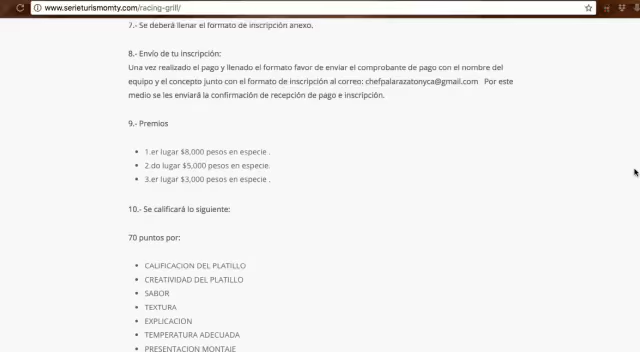 www.serieturismomty.com/racing-grill/
7.- Se deberá llenar el formato de inscripción anexo.
8.- Envío de tu inscripción:
Una vez realizado el pago y llenado el formato favor de enviar el comprobante de pago con el nombre del
equipo y el concepto junto con el formato de inscripción al correo: chefpalarazatonyca@gmail.com Por este
medio se les enviará la confirmación de recepción de pago e inscripción.
9.- Premios
1.er lugar $8,000 pesos en especie .
2.do lugar $5,000 pesos en especie.
3.er lugar $3,000 pesos en especie .
10.- Se calificará lo siguiente:
70 puntos por:
CALIFICACION DEL PLATILLO
CREATIVIDAD DEL PLATILLO
SABOR
TEXTURA
EXPLICACION
TEMPERATURA ADECUADA
PRESENTACION MONTAJE